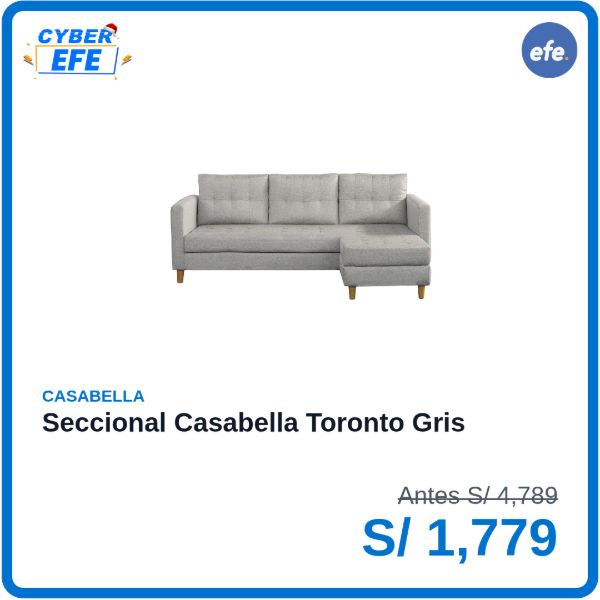 CYBER
EFE
efe.
CASABELLA
Seccional Casabella Toronto Gris
Antes S/ 4,789
S/ 1,779